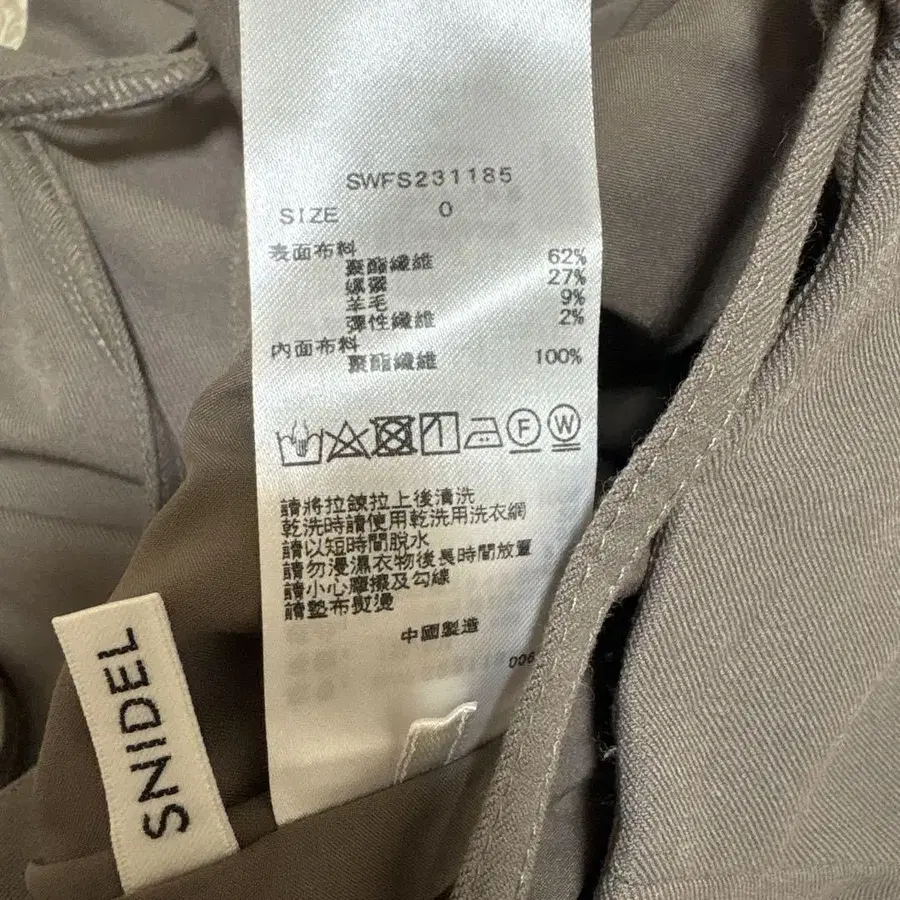 SWFS231185
SIZE 0
表面布料
聚酯纖維 62%
嫘縈 27%
羊毛 9%
彈性纖維 2%
內面布料
聚酯纖維 100%
F W
請將拉鍊拉上後清洗
乾洗時請使用乾洗用洗衣網
請以短時間脫水
請勿浸濕衣物後長時間放置
請小心磨擦及勾線
請墊布熨燙
中國製造
006
SNIDEL